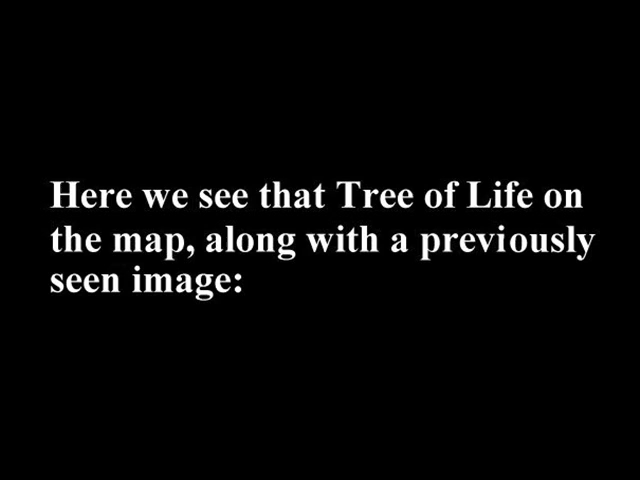 Here we see that Tree of Life on
the map, along with a previously
seen image: